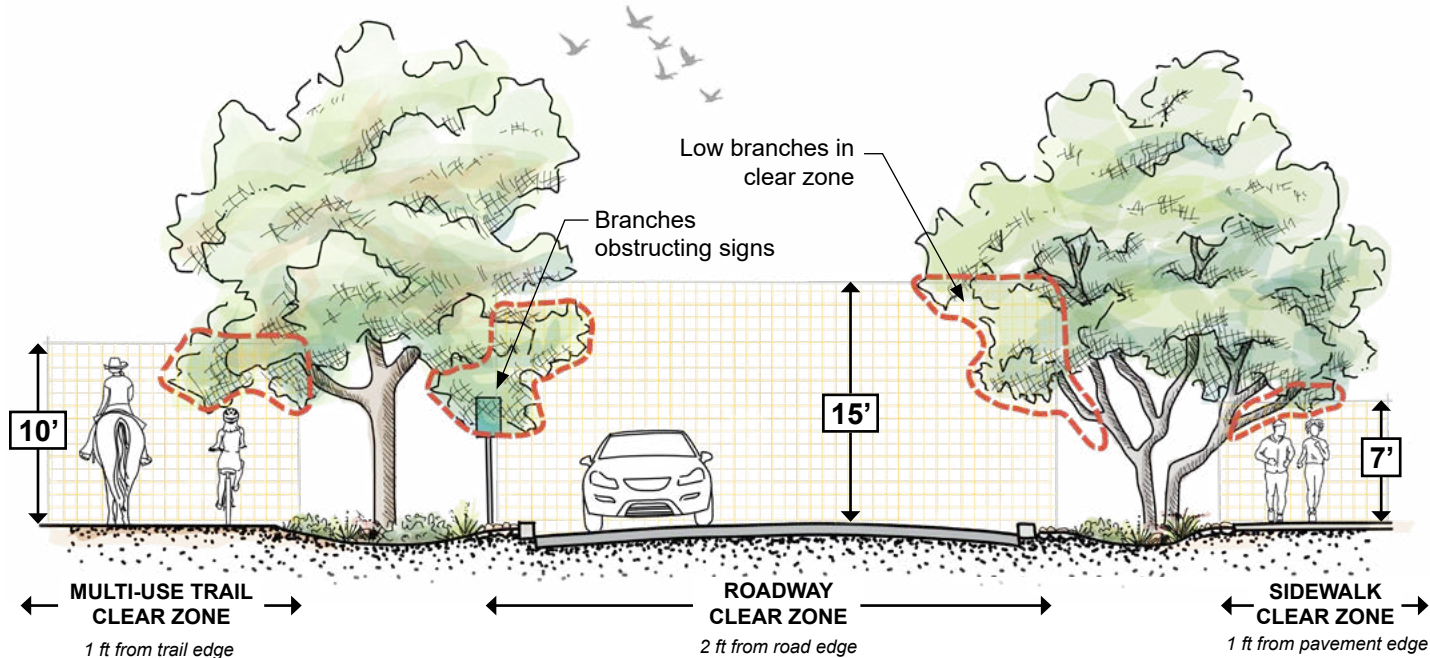 Low branches in
clear zone
Branches
obstructing signs
10’
15’
7’
MULTI-USE TRAIL
CLEAR ZONE
1 ft from trail edge
ROADWAY
CLEAR ZONE
2 ft from road edge
SIDEWALK
CLEAR ZONE
1 ft from pavement edge